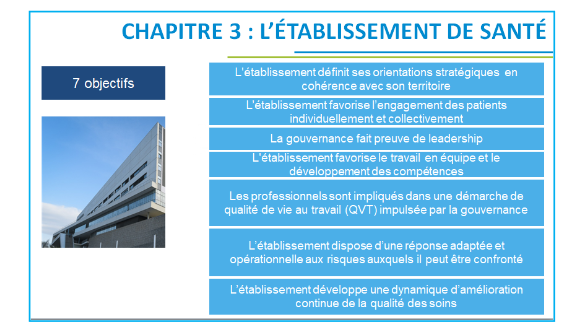 CHAPITRE 3 : L’ÉTABLISSEMENT DE SANTÉ
7 objectifs
L’établissement définit ses orientations stratégiques en
cohérence avec son territoire
L’établissement favorise l’engagement des patients
individuellement et collectivement
La gouvernance fait preuve de leadership
L’établissement favorise le travail en équipe et le
développement des compétences
Les professionnels sont impliqués dans une démarche de
qualité de vie au travail (QVT) impulsée par la gouvernance
L’établissement dispose d’une réponse adaptée et
opérationnelle aux risques auxquels il peut être confronté
L’établissement développe une dynamique d’amélioration
continue de la qualité des soins